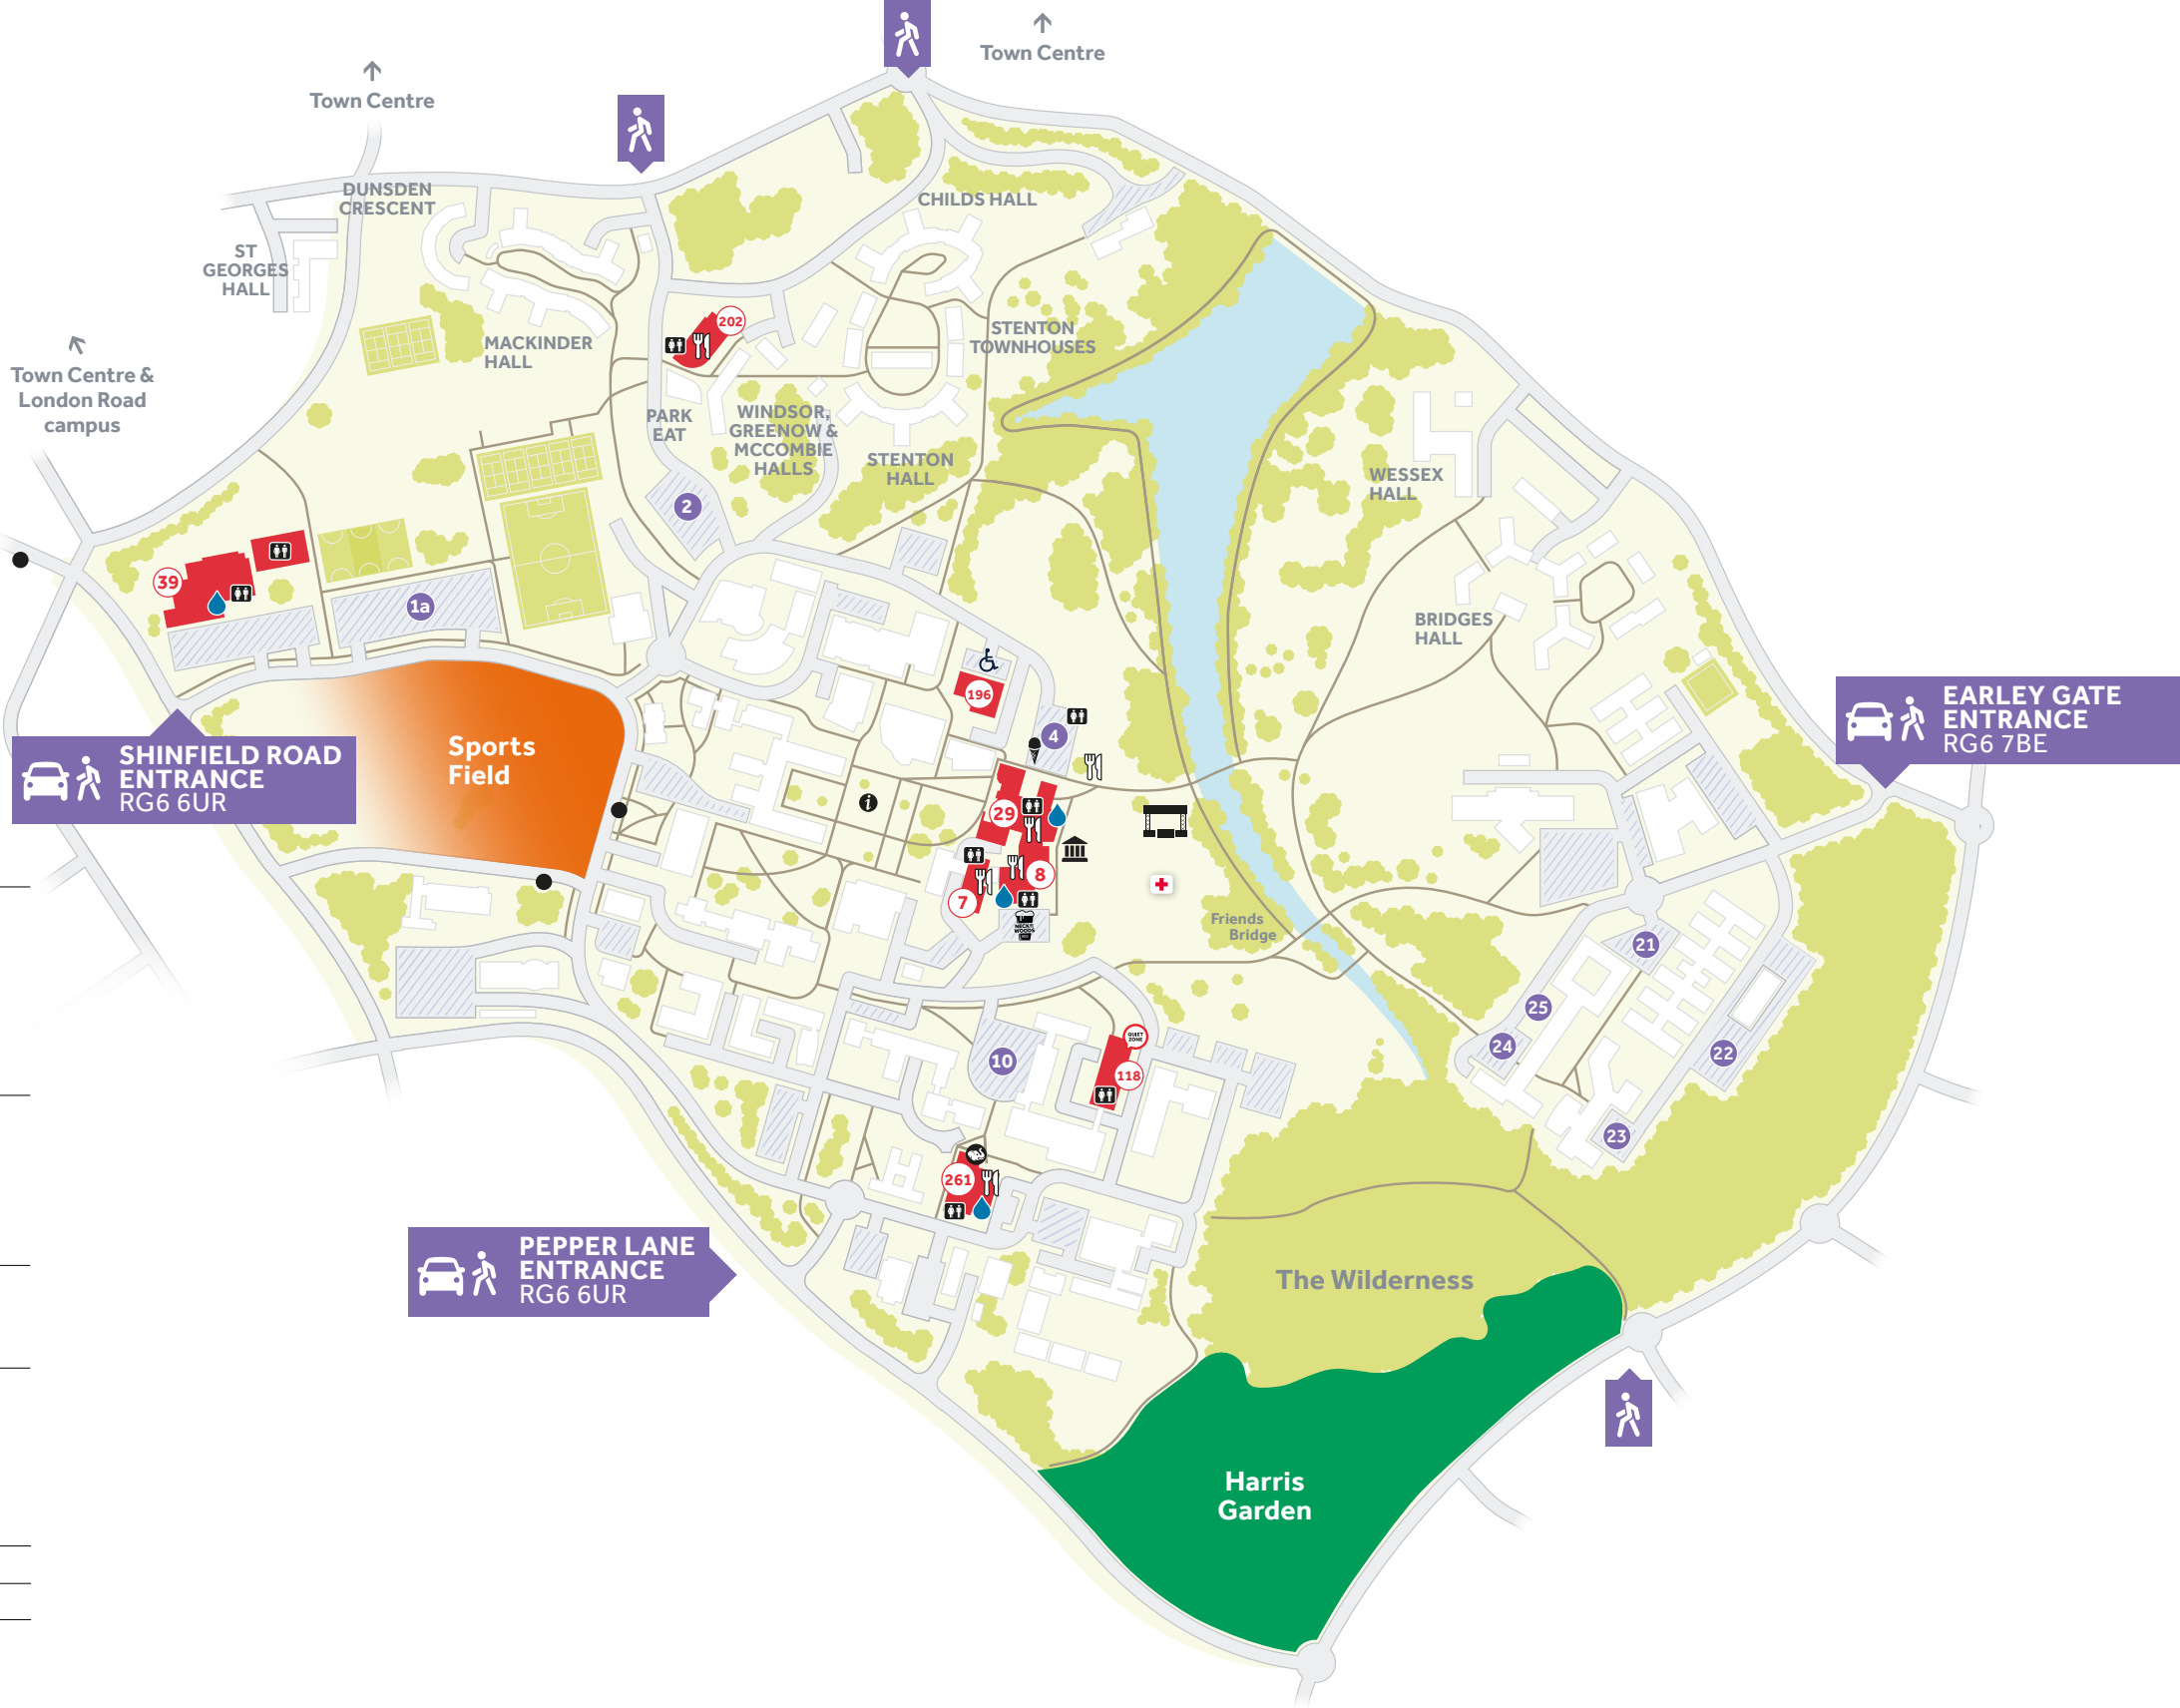 Town Centre
Town Centre
DUNSDEN
CRESCENT
CHILDS HALL
ST
GEORGES
HALL
202
STENTON
TOWNHOUSES
MACKINDER
HALL
Town Centre &
London Road
campus
PARK
EAT
WINDSOR,
GREENOW &
MCCOMBIE
HALLS
STENTON
HALL
WESSEX
HALL
2
39
1a
BRIDGES
HALL
196
EARLEY GATE
ENTRANCE
RG6 7BE
4
Sports
Field
SHINFIELD ROAD
ENTRANCE
RG6 6UR
i
29
8
7
Friends
Bridge
21
25
24
22
10
QUIET
ZONE
118
23
261
PEPPER LANE
ENTRANCE
RG6 6UR
The Wilderness
Harris
Garden